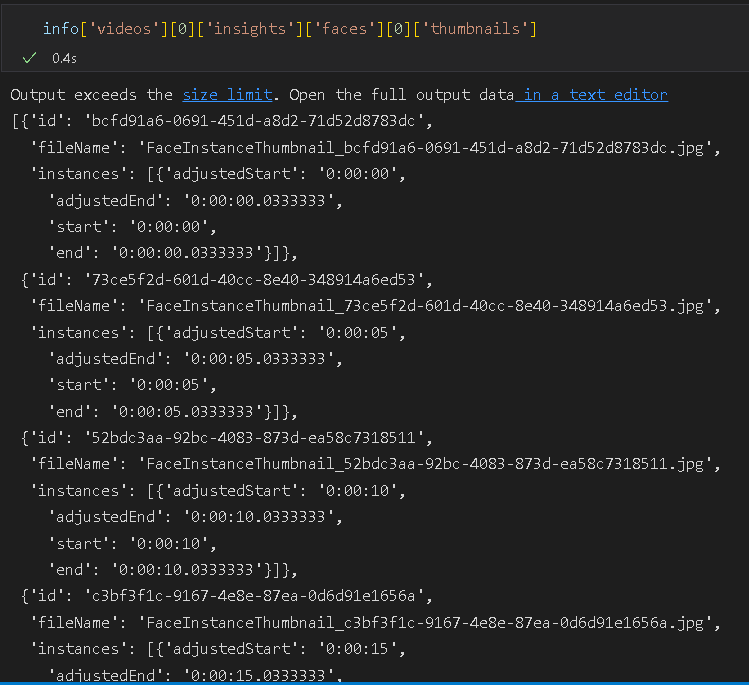 info['videos'][0]['insights']['faces'][0]['thumbnails']
0.4s
Output exceeds the size limit. Open the full output data in a text editor
[{'id': 'bcfd91a6-0691-451d-a8d2-71d52d8783dc',
'fileName': 'FaceInstanceThumbnail_bcfd91a6-0691-451d-a8d2-71d52d8783dc.jpg',
'instances': [{'adjustedStart': '0:00:00',
'adjustedEnd': '0:00:00.0333333',
'start': '0:00:00',
'end': '0:00:00.0333333'}]},
{'id': '73ce5f2d-601d-40cc-8e40-348914a6ed53',
'fileName': 'FaceInstanceThumbnail_73ce5f2d-601d-40cc-8e40-348914a6ed53.jpg',
'instances': [{'adjustedStart': '0:00:05',
'adjustedEnd': '0:00:05.0333333',
'start': '0:00:05',
'end': '0:00:05.0333333'}]},
{'id': '52bdc3aa-92bc-4083-873d-ea58c7318511',
'fileName': 'FaceInstanceThumbnail_52bdc3aa-92bc-4083-873d-ea58c7318511.jpg',
'instances': [{'adjustedStart': '0:00:10',
'adjustedEnd': '0:00:10.0333333',
'start': '0:00:10',
'end': '0:00:10.0333333'}]},
{'id': 'c3bf3f1c-9167-4e8e-87ea-0d6d91e1656a',
'fileName': 'FaceInstanceThumbnail_c3bf3f1c-9167-4e8e-87ea-0d6d91e1656a.jpg',
'instances': [{'adjustedStart': '0:00:15',
'adjustedEnd': '0:00:15.0333333',